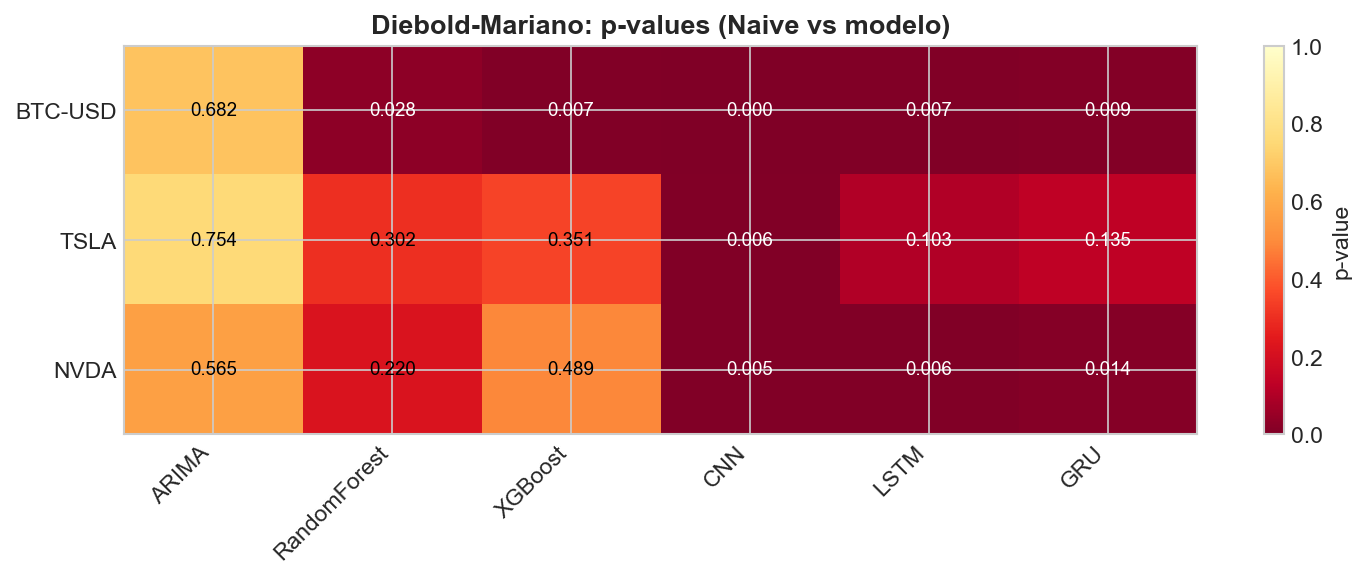 Diebold-Mariano: p-values (Naive vs modelo)
BTC-USD 0.682 0.028 0.007 0.000 0.007 0.009
TSLA 0.754 0.302 0.351 0.006 0.103 0.135
NVDA 0.565 0.220 0.489 0.005 0.006 0.014
ARIMA RandomForest XGBoost CNN LSTM GRU
1.0
0.8
0.6
0.4
0.2
0.0
p-value